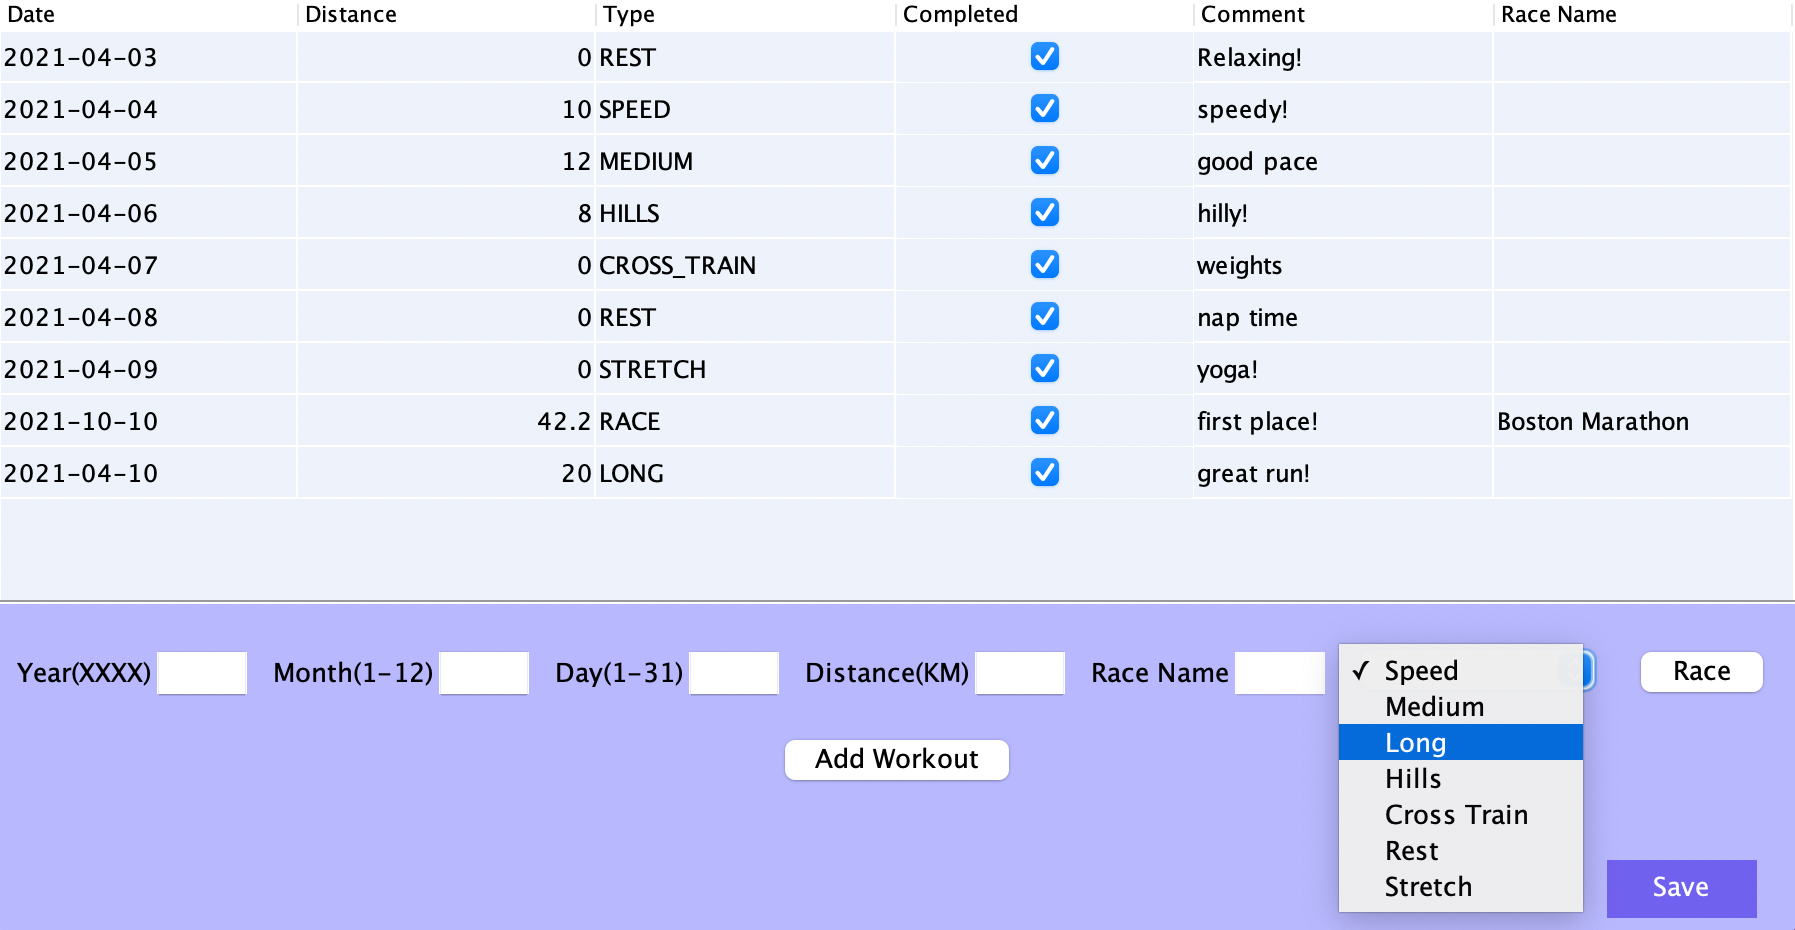 Date Distance Type Completed Comment Race Name
2021-04-03 0 REST Relaxing!
2021-04-04 10 SPEED speedy!
2021-04-05 12 MEDIUM good pace
2021-04-06 8 HILLS hilly!
2021-04-07 0 CROSS_TRAIN weights
2021-04-08 0 REST nap time
2021-04-09 0 STRETCH yoga!
2021-10-10 42.2 RACE first place! Boston Marathon
2021-04-10 20 LONG great run!
Year(XXXX) Month(1-12) Day(1-31) Distance(KM) Race Name ✓ Speed Race
Medium
Long
Add Workout
Hills
Cross Train
Rest
Stretch Save